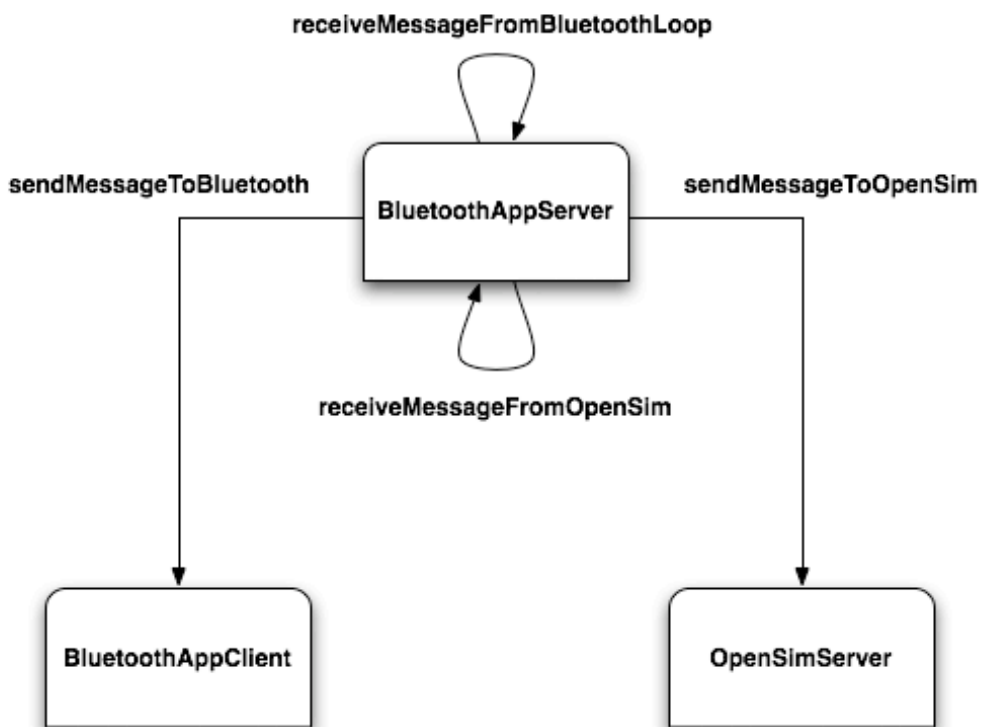 receiveMessageFromBluetoothLoop
sendMessageToBluetooth
sendMessageToOpenSim
BluetoothAppServer
receiveMessageFromOpenSim
BluetoothAppClient
OpenSimServer